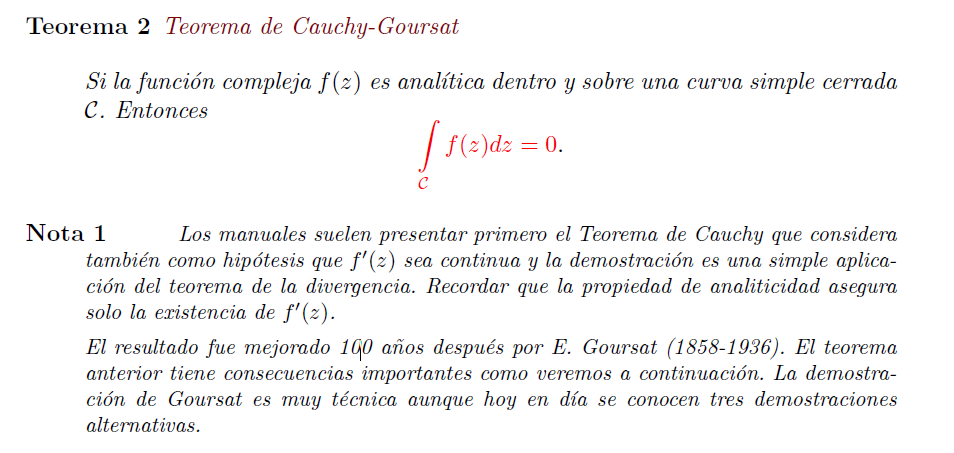 Teorema 2 Teorema de Cauchy-Goursat
Si la función compleja f(z) es analítica dentro y sobre una curva simple cerrada
C. Entonces
∫ f(z)dz = 0.
C
Nota 1 Los manuales suelen presentar primero el Teorema de Cauchy que considera
también como hipótesis que f′(z) sea continua y la demostración es una simple aplica-
ción del teorema de la divergencia. Recordar que la propiedad de analiticidad asegura
solo la existencia de f′(z).
El resultado fue mejorado 100 años después por E. Goursat (1858-1936). El teorema
anterior tiene consecuencias importantes como veremos a continuación. La demostra-
ción de Goursat es muy técnica aunque hoy en día se conocen tres demostraciones
alternativas.